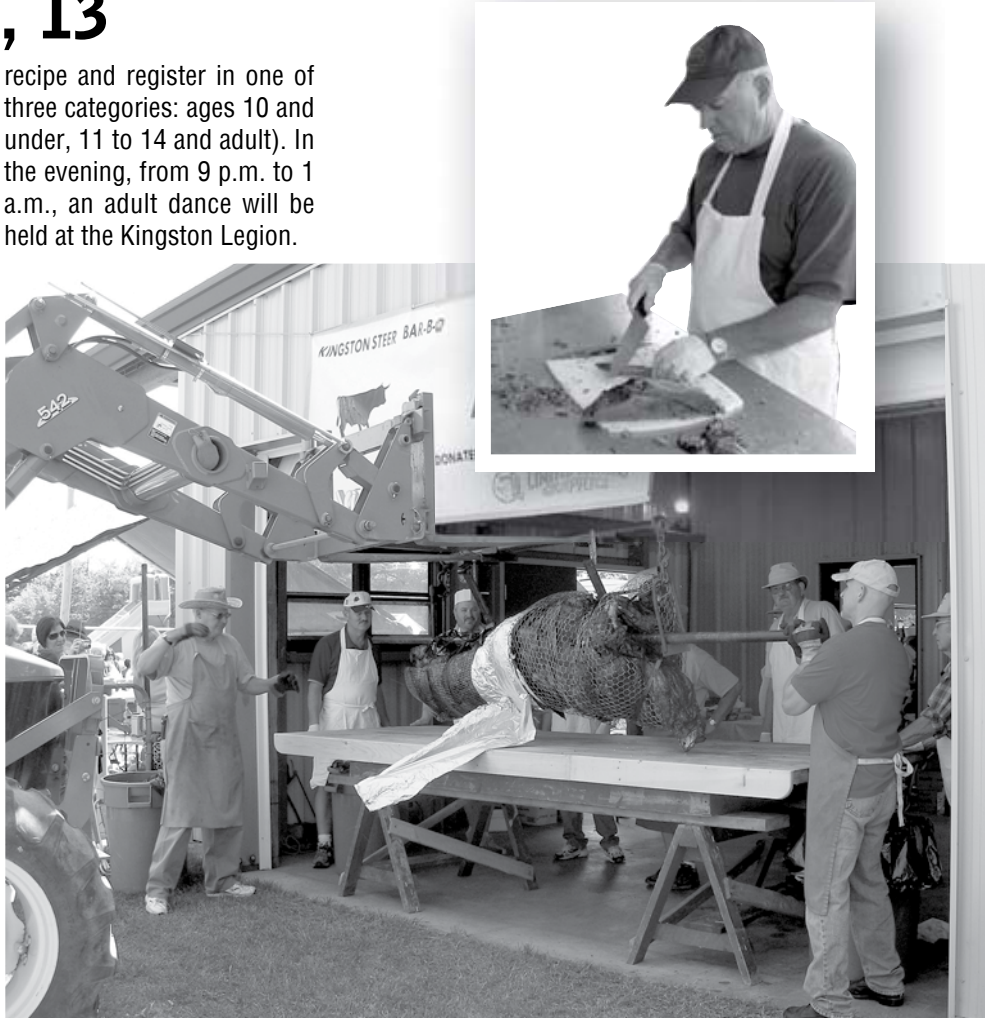 , 13
recipe and register in one of
three categories: ages 10 and
under, 11 to 14 and adult). In
the evening, from 9 p.m. to 1
a.m., an adult dance will be
held at the Kingston Legion.
KINGSTON STEER BAR-B-Q
542
DONATE